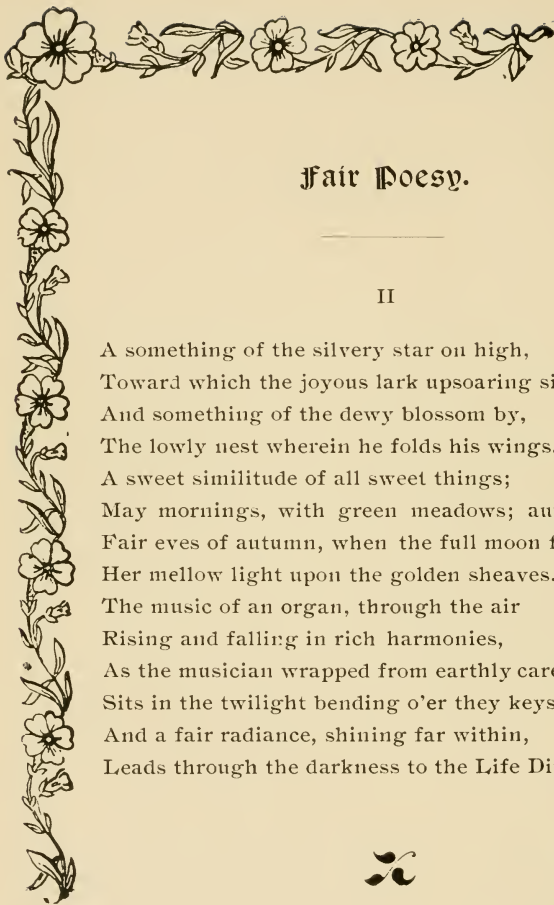 Fair Poesy.
II
A something of the silvery star on high,
Toward which the joyous lark upsoaring si
And something of the dewy blossom by,
The lowly nest wherein he folds his wings.
A sweet similitude of all sweet things;
May mornings, with green meadows; au
Fair eves of autumn, when the full moon f
Her mellow light upon the golden sheaves.
The music of an organ, through the air
Rising and falling in rich harmonies,
As the musician wrapped from earthly care
Sits in the twilight bending o'er they keys
And a fair radiance, shining far within,
Leads through the darkness to the Life Di